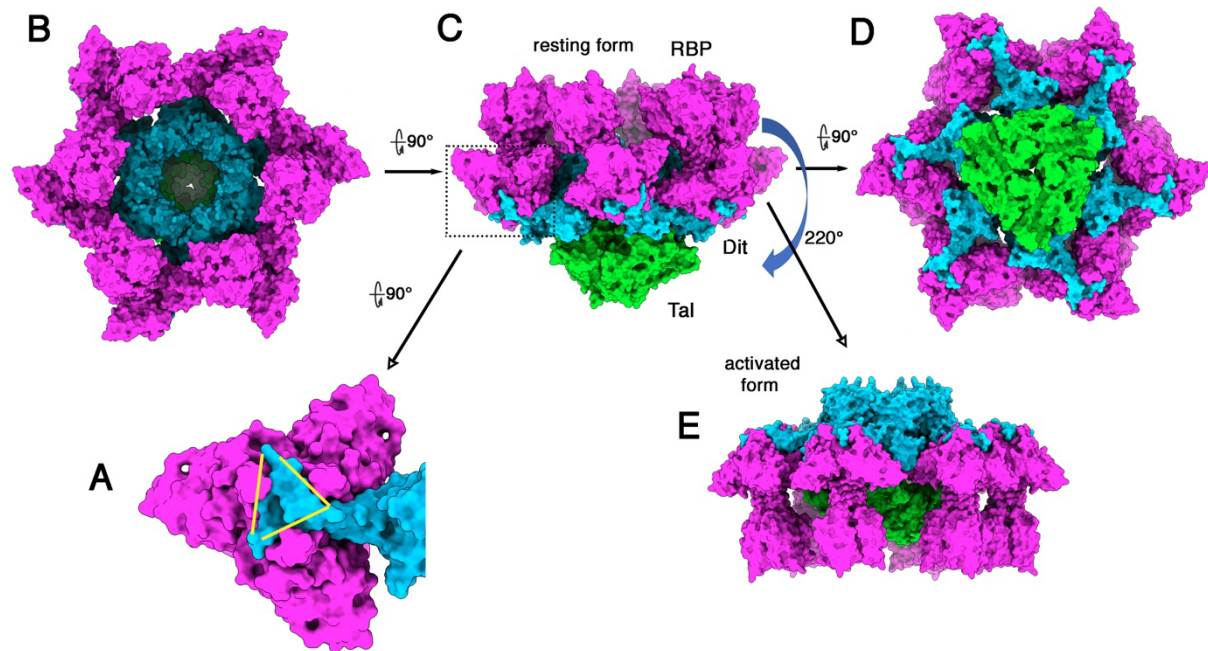 B
C
resting form
RBP
D
90°
90°
Dit
220°
Tal
90°
activated
form
A
E